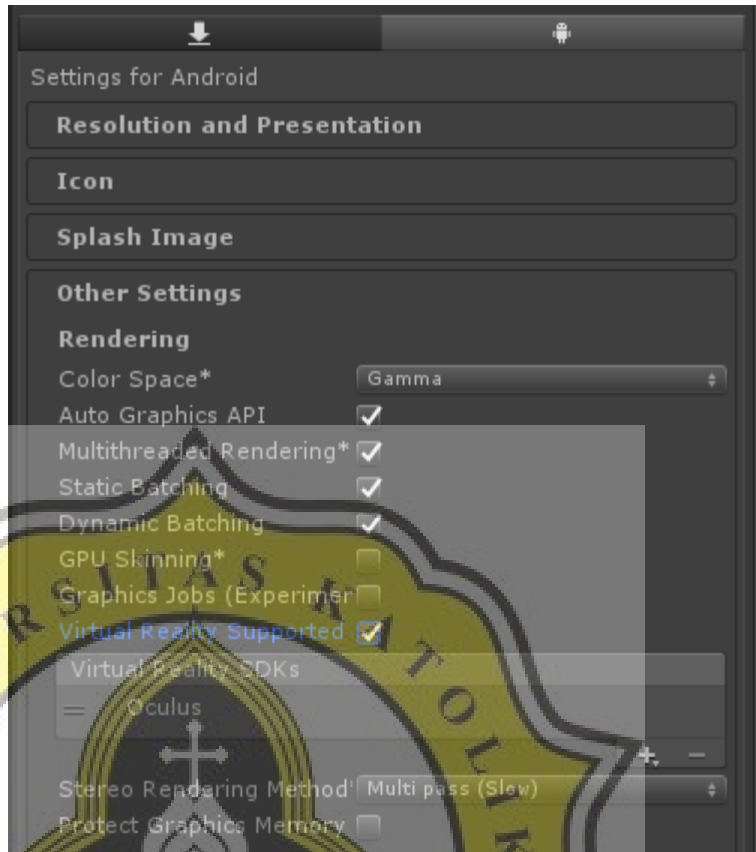 Settings for Android
Resolution and Presentation
Icon
Splash Image
Other Settings
Rendering
Color Space* Gamma
Auto Graphics API
Multithreaded Rendering*
Static Batching
Dynamic Batching
GPU Skinning*
Graphics Jobs (Experimer
Virtual Reality Supported
Virtual Reality SDKs
Oculus
Stereo Rendering Method* Multi pass (Slow)
Protect Graphics Memory
RSITAS KATOLIK